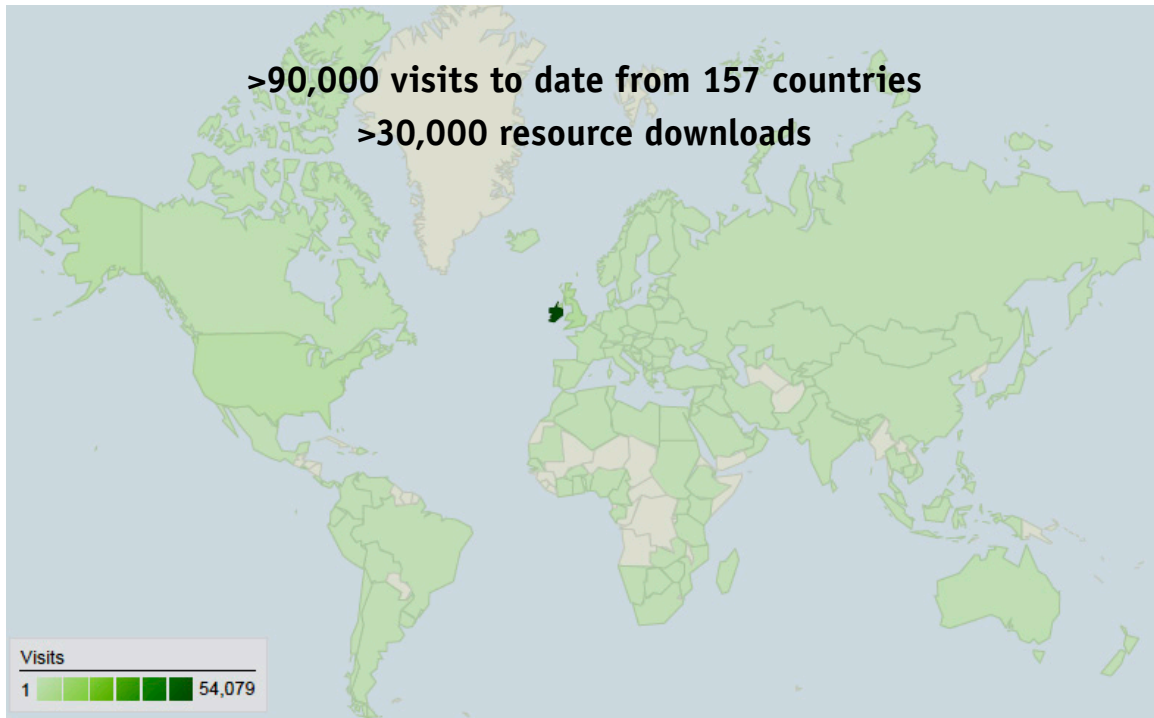 >90,000 visits to date from 157 countries
>30,000 resource downloads
Visits
1 54,079